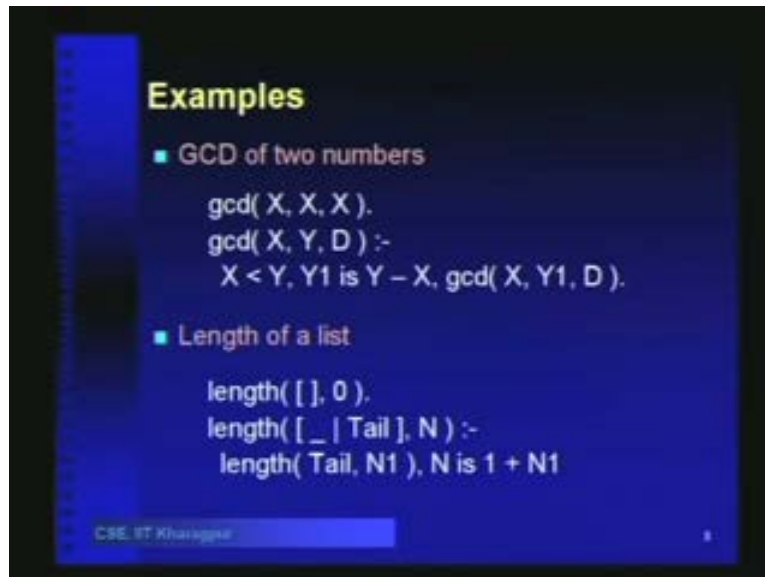 Examples
GCD of two numbers
gcd( X, X, X ).
gcd( X, Y, D ) :-
X < Y, Y1 is Y – X, gcd( X, Y1, D ).
Length of a list
length( [ ], 0 ).
length( [ _ | Tail ], N ) :-
length( Tail, N1 ), N is 1 + N1
CSE, IIT Kharagpur